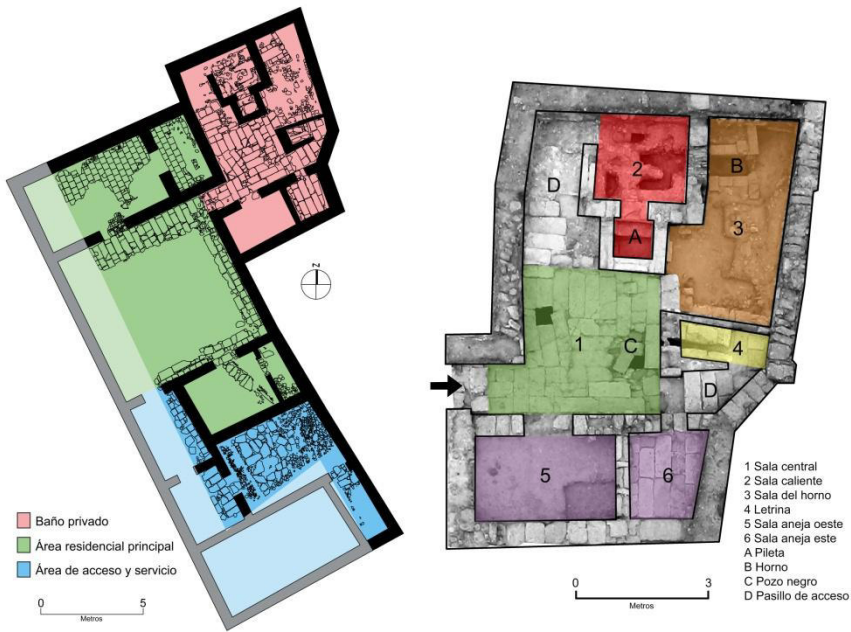 Z
Baño privado
Área residencial principal
Área de acceso y servicio
0 5
Metros
D
2
B
A
3
1
C
4
D
5
6
1 Sala central
2 Sala caliente
3 Sala del horno
4 Letrina
5 Sala aneja oeste
6 Sala aneja este
A Pileta
B Horno
C Pozo negro
D Pasillo de acceso
0 3
Metros